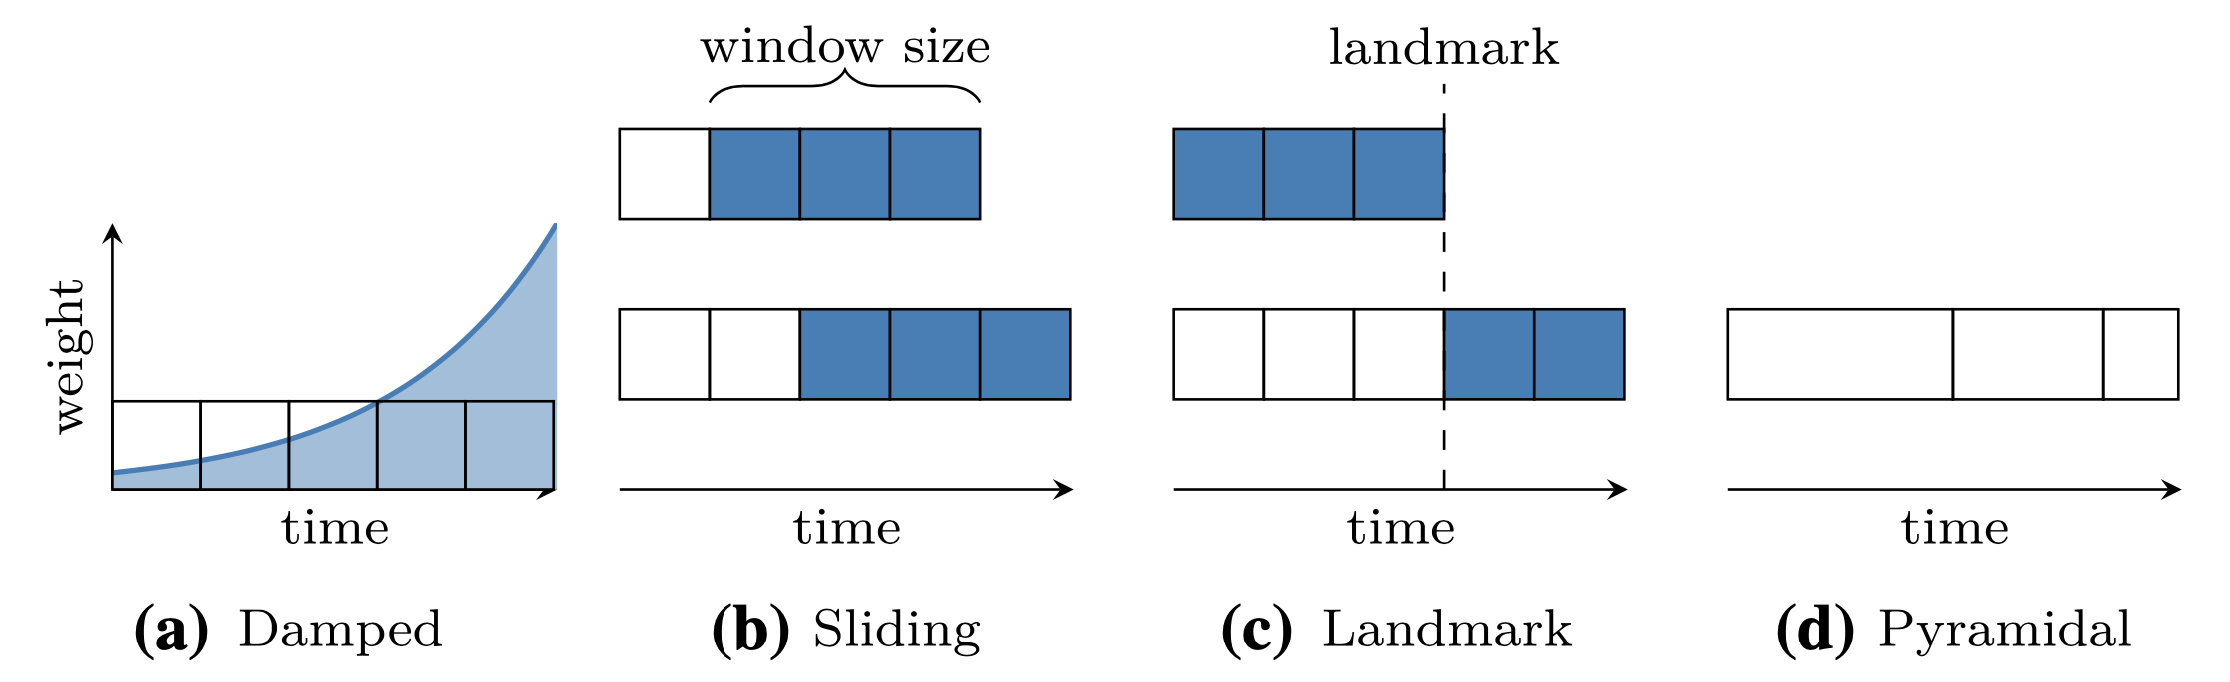 window size
landmark
weight
time
time
time
time
(a) Damped
(b) Sliding
(c) Landmark
(d) Pyramidal